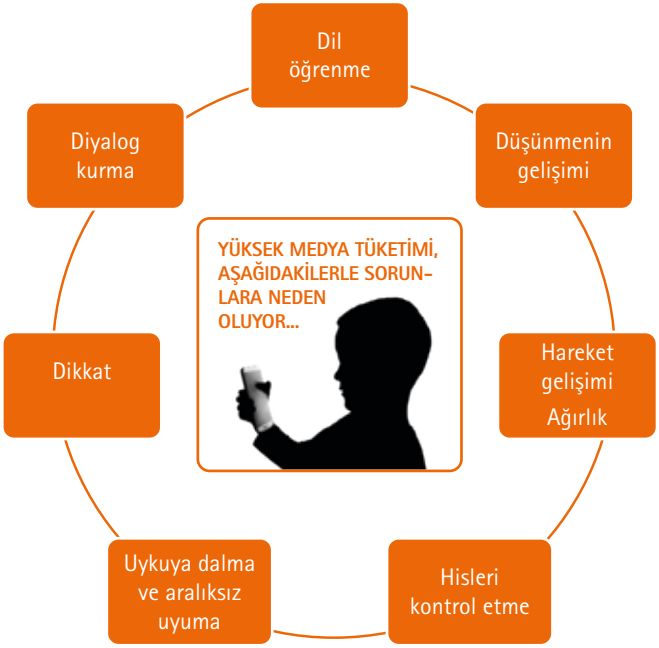 Dil
öğrenme
Diyalog
kurma
Düşünmenin
gelişimi
YÜKSEK MEDYA TÜKETİMİ,
AŞAĞIDAKİLERLE SORUN-
LARA NEDEN
OLUYOR...
Dikkat
Hareket
gelişimi
Ağırlık
Uykuya dalma
ve aralıksız
uyuma
Hisleri
kontrol etme